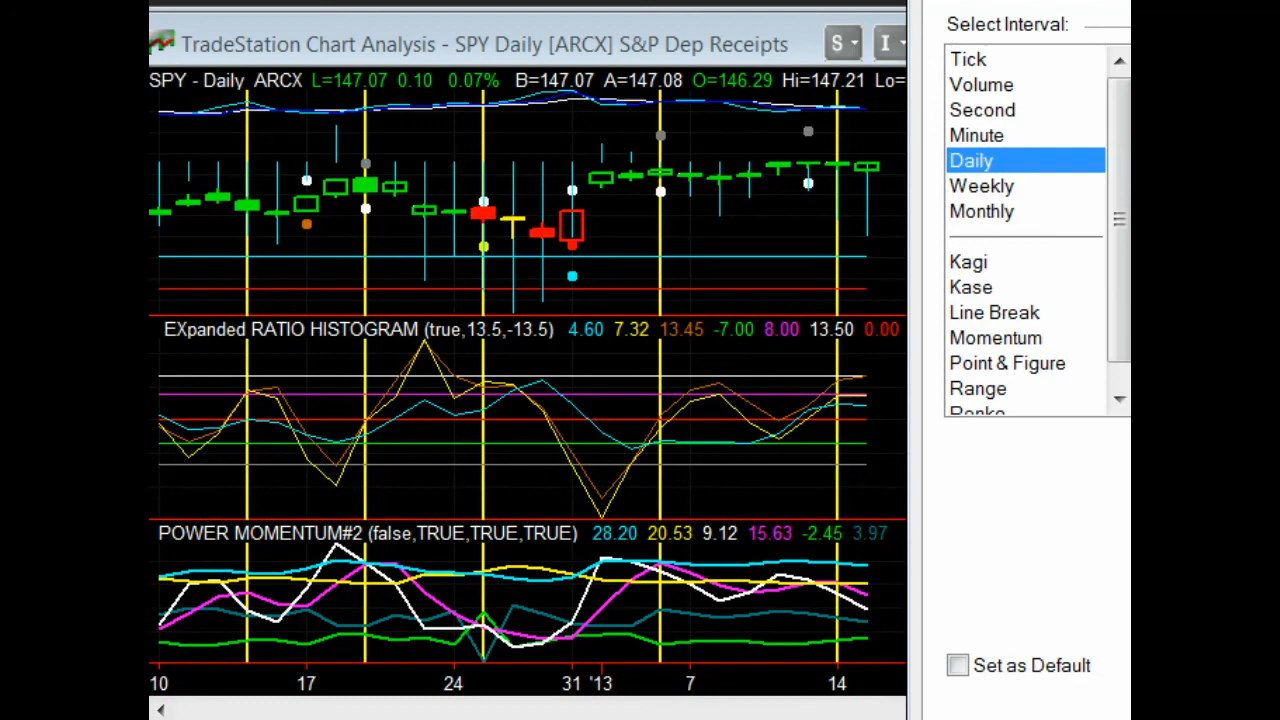 TradeStation Chart Analysis - SPY Daily [ARCX] S&P Dep Receipts
S
I
SPY - Daily ARCX L=147.07 0.10 0.07% B=147.07 A=147.08 O=146.29 Hi=147.21 Lo=
EXpanded RATIO HISTOGRAM (true,13.5,-13.5) 4.60 7.32 13.45 -7.00 8.00 13.50 0.00
POWER MOMENTUM#2 (false,TRUE,TRUE,TRUE) 28.20 20.53 9.12 15.63 -2.45 3.97
10 17 24 31 '13 7 14
Select Interval:
Tick
Volume
Second
Minute
Daily
Weekly
Monthly
Kagi
Kase
Line Break
Momentum
Point & Figure
Range
Renko
Set as Default